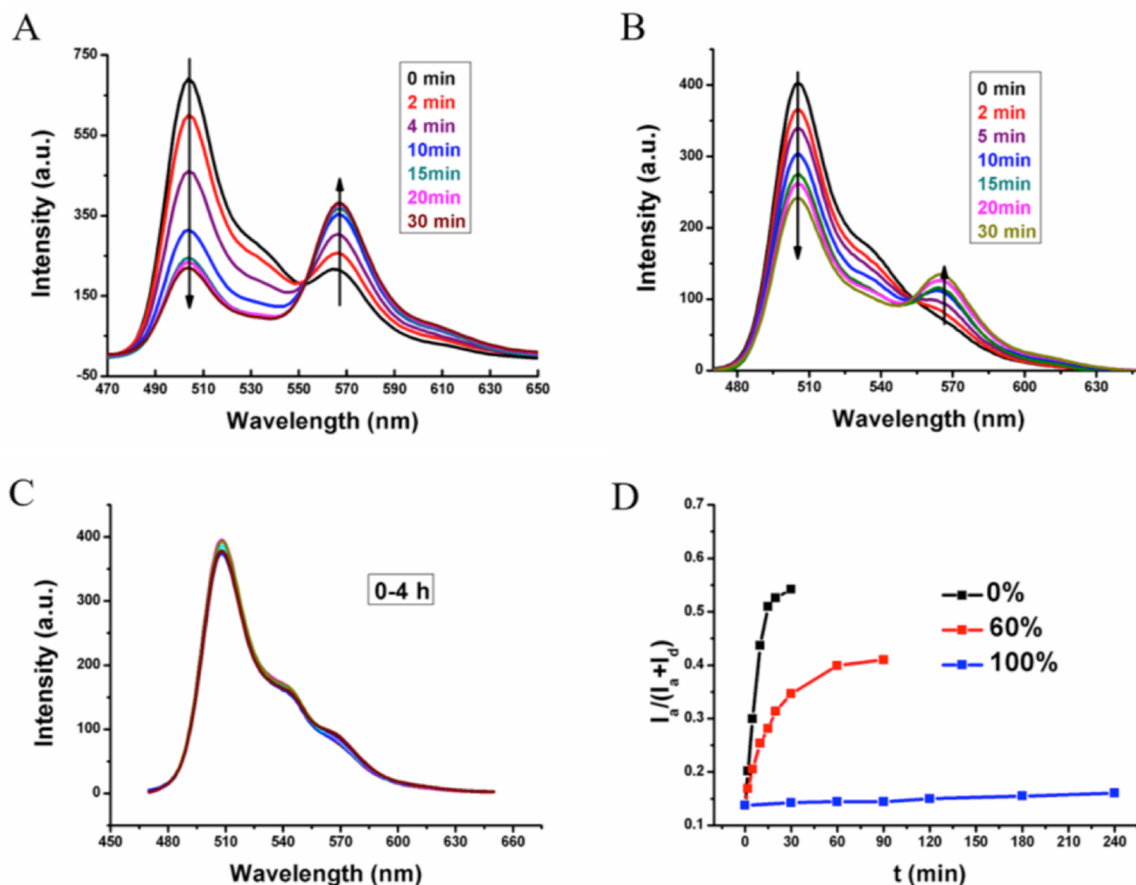 A
750
550
350
150
-50
Intensity (a.u.)
0 min
2 min
4 min
10min
15min
20min
30 min
470 490 510 530 550 570 590 610 630 650
Wavelength (nm)
B
400
300
200
100
0
Intensity (a.u.)
0 min
2 min
5 min
10min
15min
20min
30 min
480 510 540 570 600 630
Wavelength (nm)
C
400
300
200
100
0
Intensity (a.u.)
0-4 h
450 480 510 540 570 600 630 660
Wavelength (nm)
D
0.7
0.6
0.5
0.4
0.3
0.2
0.1
Ia/(Ia+Id)
0%
60%
100%
0 30 60 90 120 150 180 210 240
t (min)